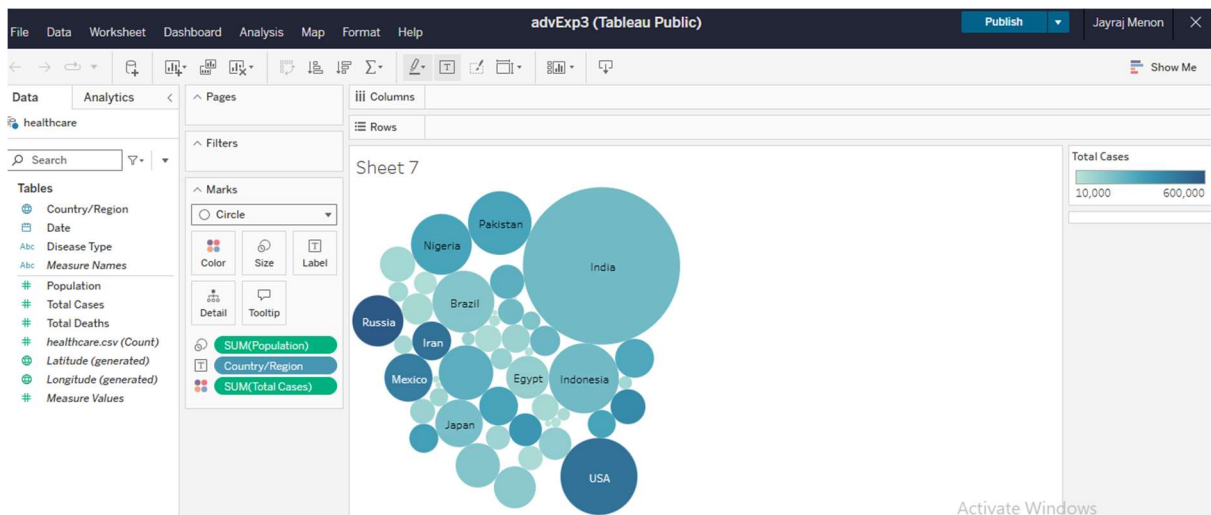 advExp3 (Tableau Public)
Publish
Jayraj Menon
File Data Worksheet Dashboard Analysis Map Format Help
Show Me
Data Analytics
healthcare
Search
Tables
Country/Region
Date
Abc Disease Type
Abc Measure Names
# Population
# Total Cases
# Total Deaths
# healthcare.csv (Count)
Latitude (generated)
Longitude (generated)
# Measure Values
Pages
Filters
Marks
Circle
Color Size Label
Detail Tooltip
SUM(Population)
Country/Region
SUM(Total Cases)
Columns
Rows
Sheet 7
Pakistan
Nigeria
India
Brazil
Russia
Iran
Mexico
Egypt
Indonesia
Japan
USA
Total Cases
10,000 600,000
Activate Windows